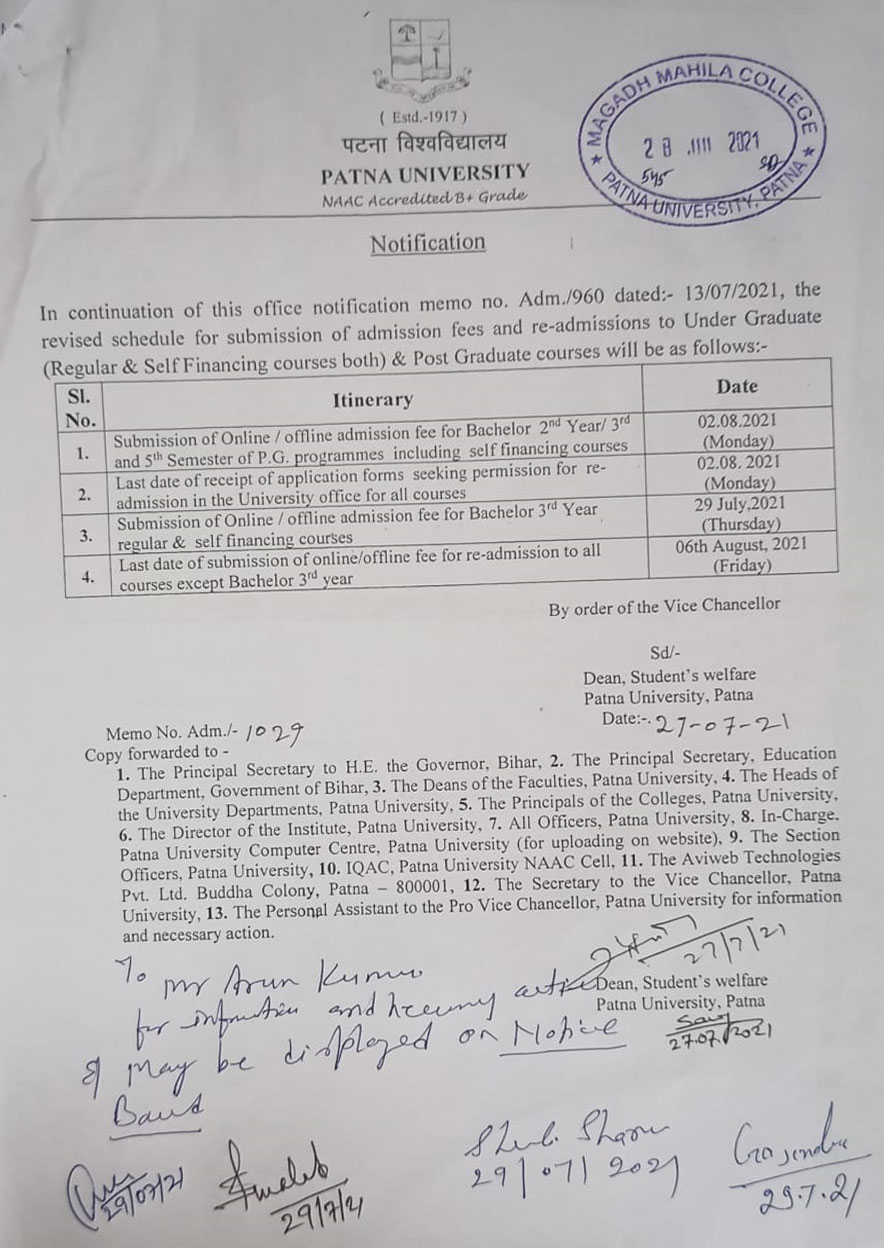 ( Estd.-1917 )
पटना विश्वविद्यालय
PATNA UNIVERSITY
NAAC Accredited B+ Grade
MAGADH MAHILA COLLEGE
28 2021
545
PATNA UNIVERSITY, PATNA
Notification
In continuation of this office notification memo no. Adm./960 dated:- 13/07/2021, the
revised schedule for submission of admission fees and re-admissions to Under Graduate
(Regular & Self Financing courses both) & Post Graduate courses will be as follows:-
Sl. No. Itinerary Date
1. Submission of Online / offline admission fee for Bachelor 2nd Year/ 3rd 02.08.2021
and 5th Semester of P.G. programmes including self financing courses (Monday)
2. Last date of receipt of application forms seeking permission for re- 02.08. 2021
admission in the University office for all courses (Monday)
3. Submission of Online / offline admission fee for Bachelor 3rd Year 29 July,2021
regular & self financing courses (Thursday)
4. Last date of submission of online/offline fee for re-admission to all 06th August, 2021
courses except Bachelor 3rd year (Friday)
By order of the Vice Chancellor
Sd/-
Dean, Student's welfare
Patna University, Patna
Date:-. 27-07-21
Memo No. Adm./- 1029
Copy forwarded to -
1. The Principal Secretary to H.E. the Governor, Bihar, 2. The Principal Secretary, Education
Department, Government of Bihar, 3. The Deans of the Faculties, Patna University, 4. The Heads of
the University Departments, Patna University, 5. The Principals of the Colleges, Patna University,
6. The Director of the Institute, Patna University, 7. All Officers, Patna University, 8. In-Charge,
Patna University Computer Centre, Patna University (for uploading on website), 9. The Section
Officers, Patna University, 10. IQAC, Patna University NAAC Cell, 11. The Aviweb Technologies
Pvt. Ltd. Buddha Colony, Patna – 800001, 12. The Secretary to the Vice Chancellor, Patna
University, 13. The Personal Assistant to the Pro Vice Chancellor, Patna University for information
and necessary action.
27/7/21
Dean, Student's welfare
Patna University, Patna
27.07.2021
To
Mr Arun Kumar
for information and action
may be displayed on Notice
29/07/21
29/7/21
29/07/2021
Gajendra
29.7.21